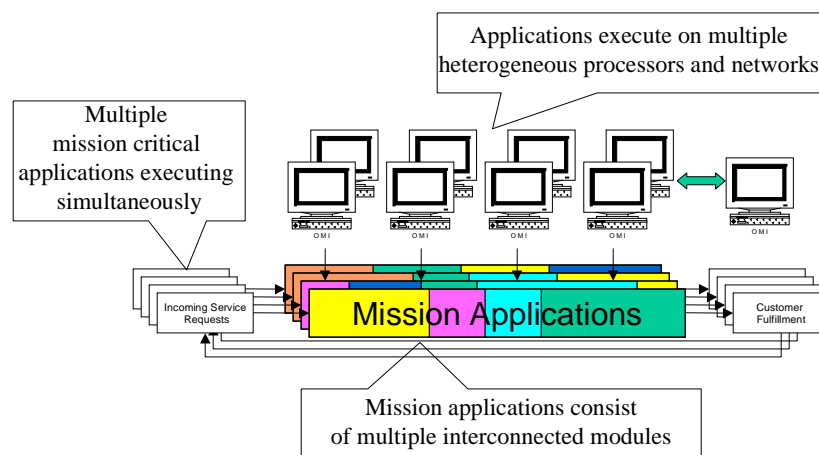 Applications execute on multiple
heterogeneous processors and networks
Multiple
mission critical
applications executing
simultaneously
OMI
OMI
OMI
OMI
OMI
Incoming Service
Requests
Mission Applications
Customer
Fulfillment
Mission applications consist
of multiple interconnected modules